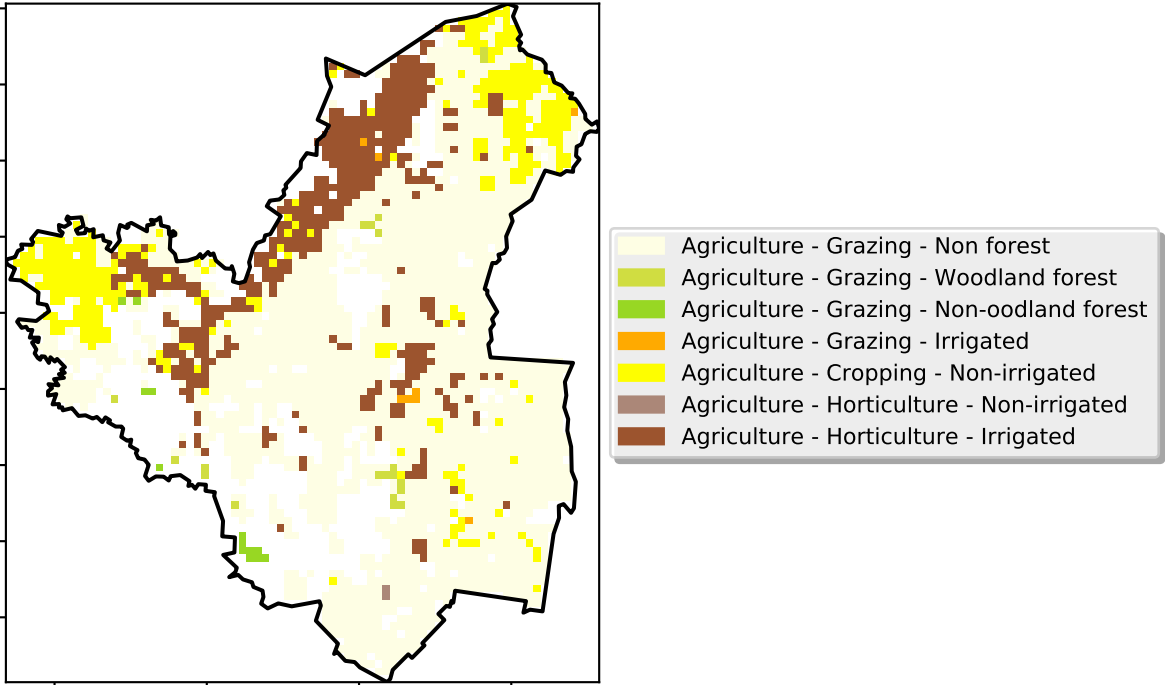 Agriculture - Grazing - Non forest
Agriculture - Grazing - Woodland forest
Agriculture - Grazing - Non-oodland forest
Agriculture - Grazing - Irrigated
Agriculture - Cropping - Non-irrigated
Agriculture - Horticulture - Non-irrigated
Agriculture - Horticulture - Irrigated